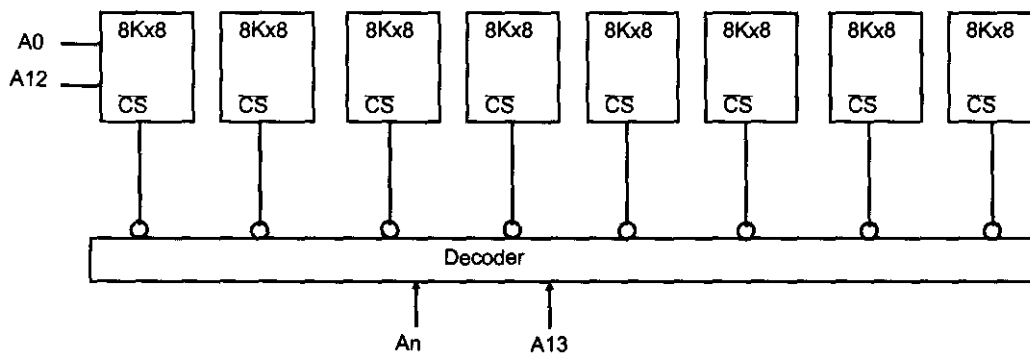 8Kx8 8Kx8 8Kx8 8Kx8 8Kx8 8Kx8 8Kx8 8Kx8
A0
A12
CS CS CS CS CS CS CS CS
Decoder
An A13